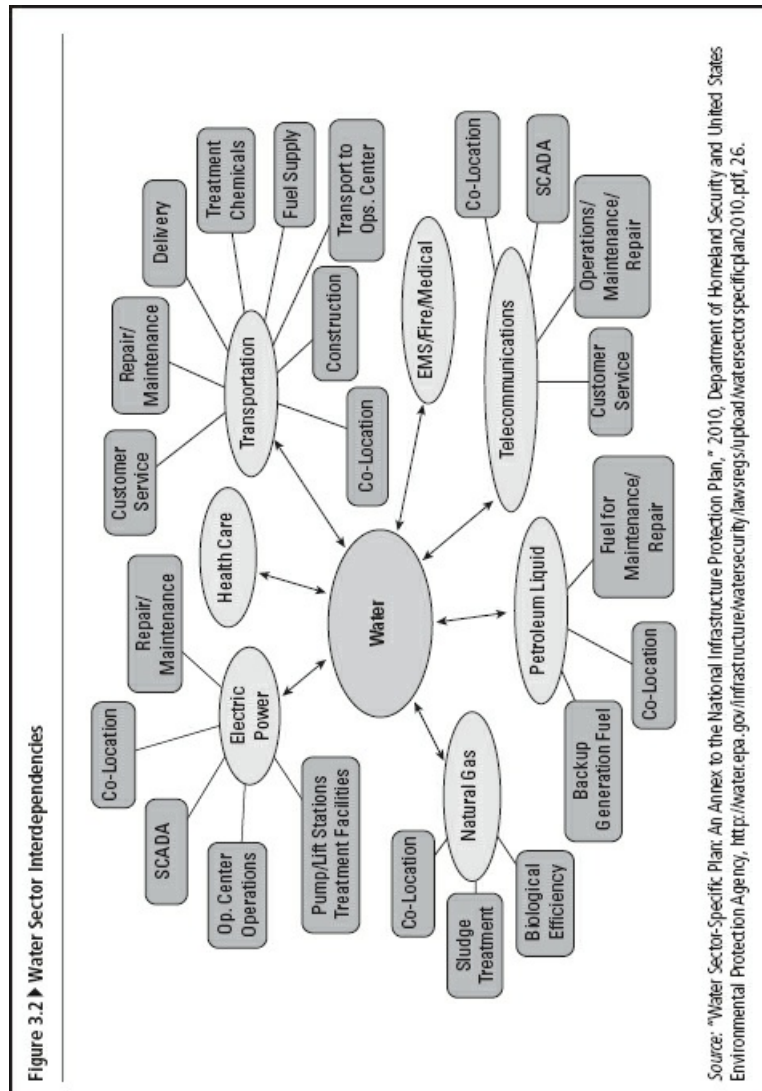 Figure 3.2 ▶ Water Sector Interdependencies
Co-Location
Repair/
Maintenance
SCADA
Electric
Power
Op. Center
Operations
Pump/Lift Stations
Treatment Facilities
Health Care
Customer
Service
Repair/
Maintenance
Delivery
Treatment
Chemicals
Fuel Supply
Transport to
Ops. Center
Construction
Co-Location
Transportation
Water
EMS/Fire/Medical
Natural Gas
Co-Location
Sludge
Treatment
Biological
Efficiency
Petroleum Liquid
Backup
Generation Fuel
Co-Location
Fuel for
Maintenance/
Repair
Telecommunications
Co-Location
SCADA
Operations/
Maintenance/
Repair
Customer
Service
Source: "Water Sector-Specific Plan: An Annex to the National Infrastructure Protection Plan," 2010, Department of Homeland Security and United States
Environmental Protection Agency, http://water.epa.gov/infrastructure/watersecurity/lawsregs/upload/watersectorspecificplan2010.pdf, 26.